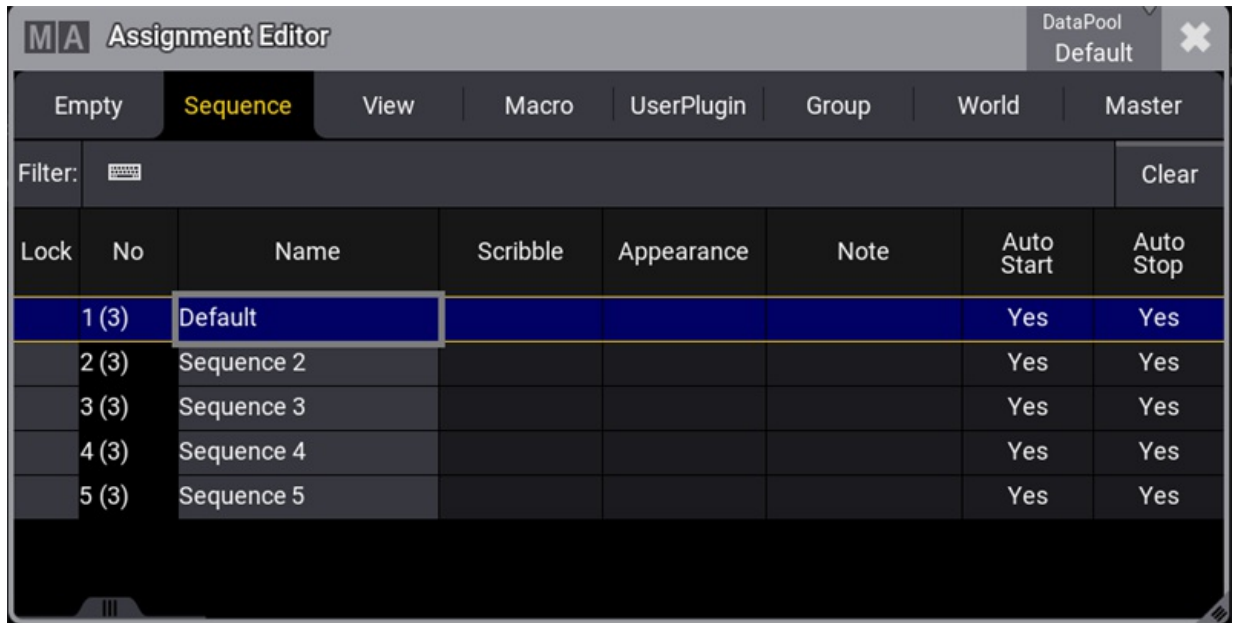 MA Assignment Editor DataPool Default
Empty Sequence View Macro UserPlugin Group World Master
Filter: Clear
Lock No Name Scribble Appearance Note Auto Start Auto Stop
1 (3) Default Yes Yes
2 (3) Sequence 2 Yes Yes
3 (3) Sequence 3 Yes Yes
4 (3) Sequence 4 Yes Yes
5 (3) Sequence 5 Yes Yes